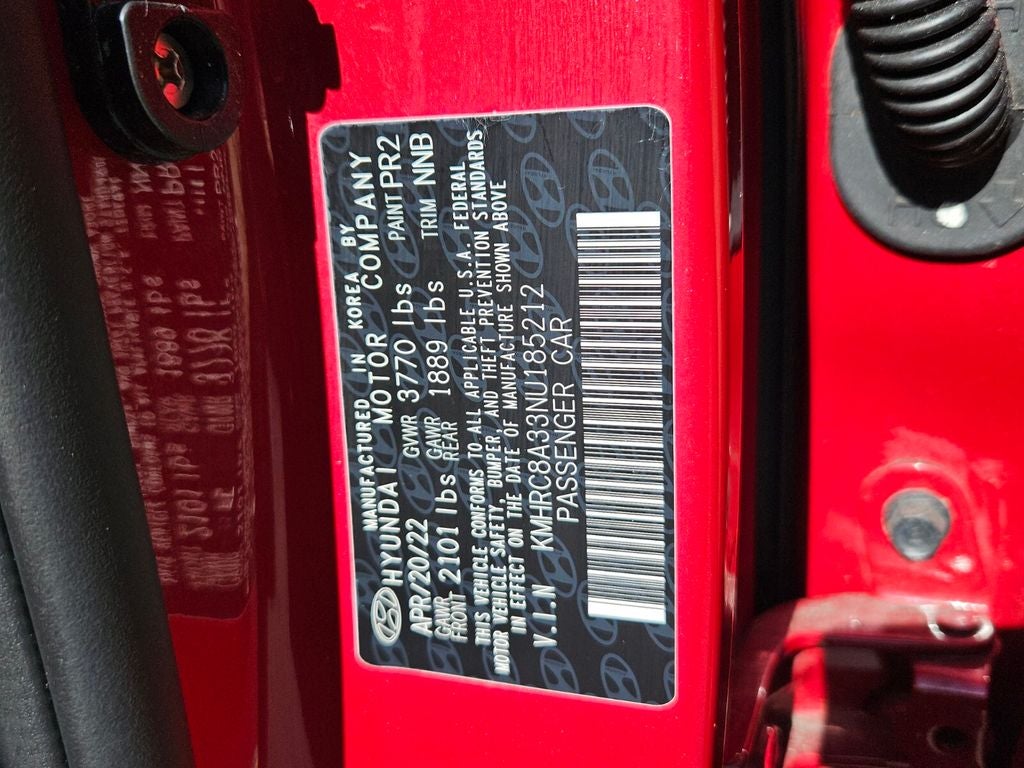 MANUFACTURED IN KOREA BY
HYUNDAI MOTOR COMPANY
APR/20/22 GVWR 3770 lbs PAINT PR2
GAWR FRONT 2101 lbs GAWR REAR 1889 lbs TRIM NNB
THIS VEHICLE CONFORMS TO ALL APPLICABLE U.S.A. FEDERAL
MOTOR VEHICLE SAFETY, BUMPER, AND THEFT PREVENTION STANDARDS
IN EFFECT ON THE DATE OF MANUFACTURE SHOWN ABOVE
V.I.N KMHRC8A33NU185212
PASSENGER CAR